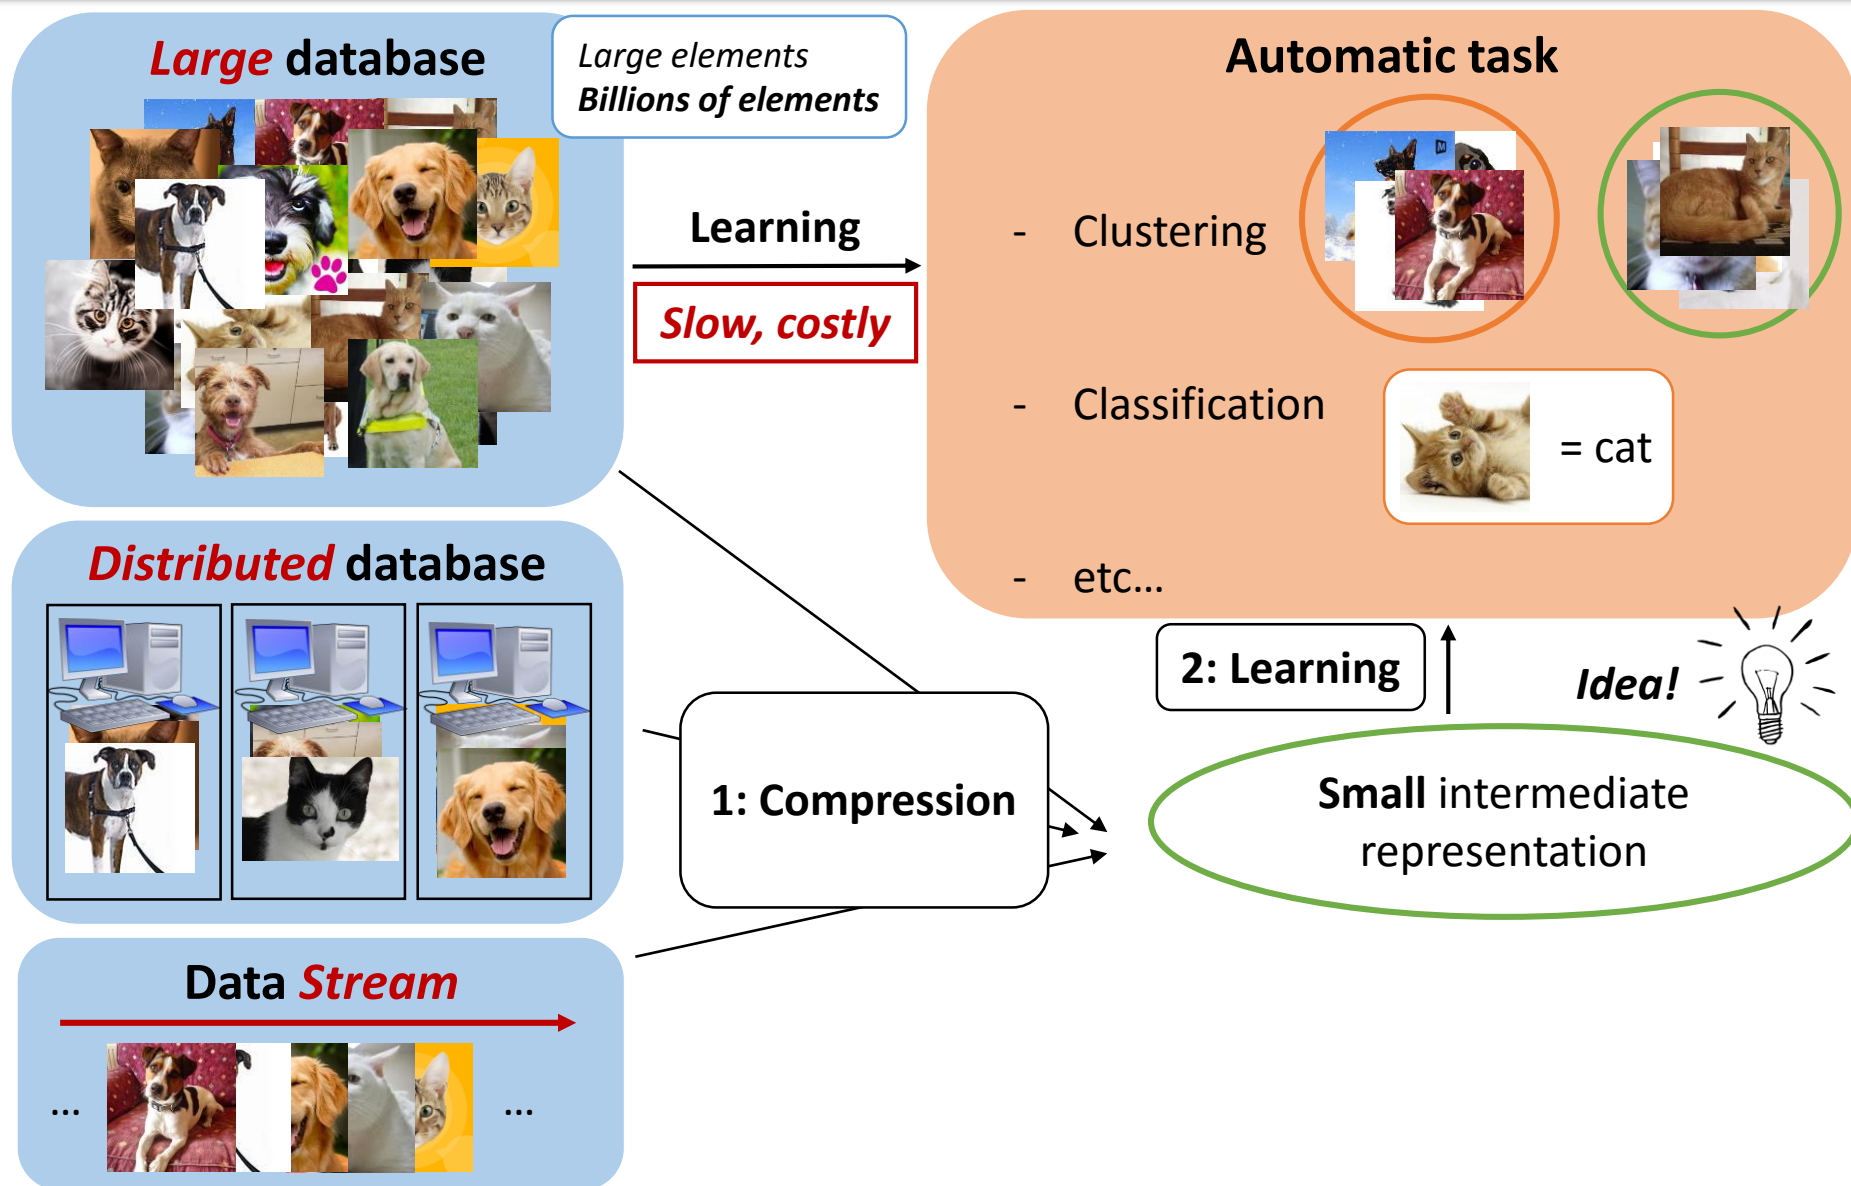 Large database
Large elements
Billions of elements
Automatic task
Learning
Slow, costly
- Clustering
- Classification
= cat
- etc...
Distributed database
2: Learning
Idea!
1: Compression
Small intermediate
representation
Data Stream
...
...